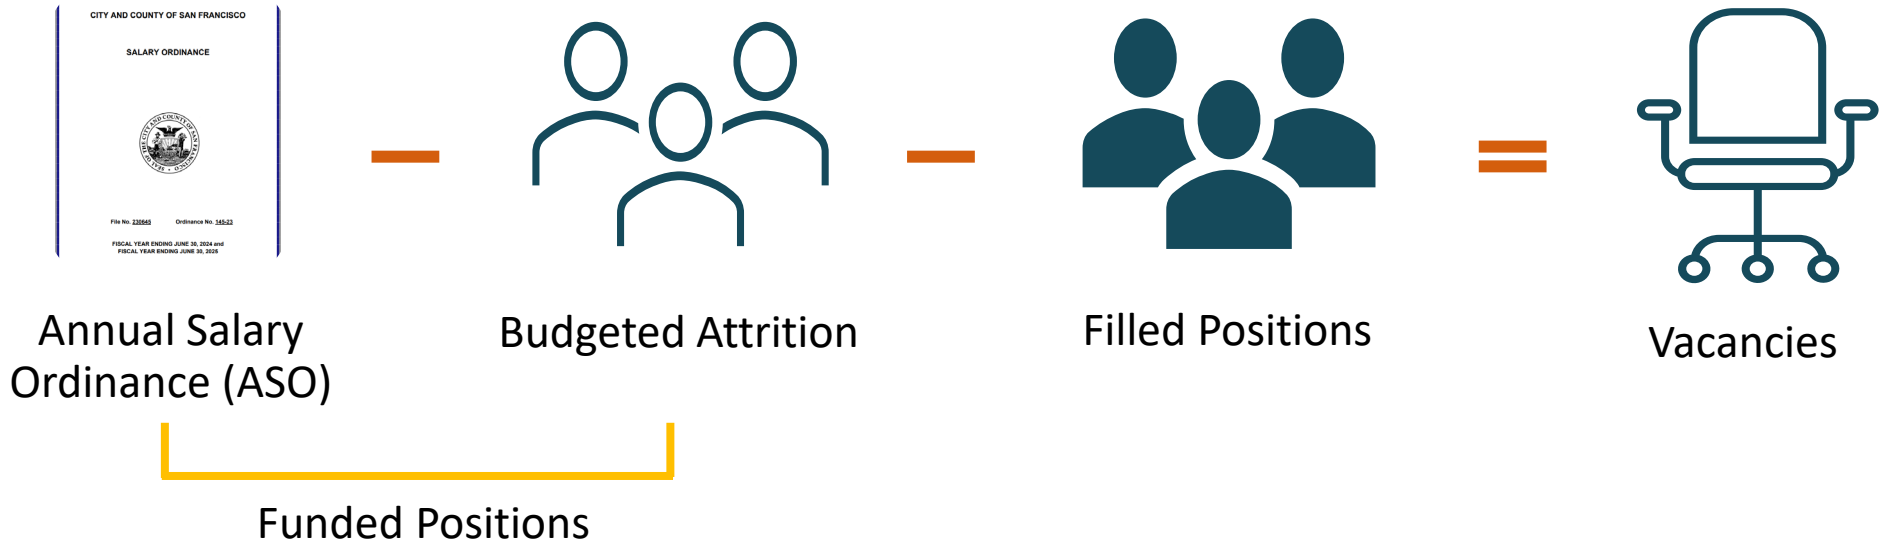 CITY AND COUNTY OF SAN FRANCISCO
SALARY ORDINANCE
File No. 230645 Ordinance No. 145-23
FISCAL YEAR ENDING JUNE 30, 2024 and
FISCAL YEAR ENDING JUNE 30, 2025
Annual Salary
Ordinance (ASO)
Budgeted Attrition
Filled Positions
Vacancies
Funded Positions